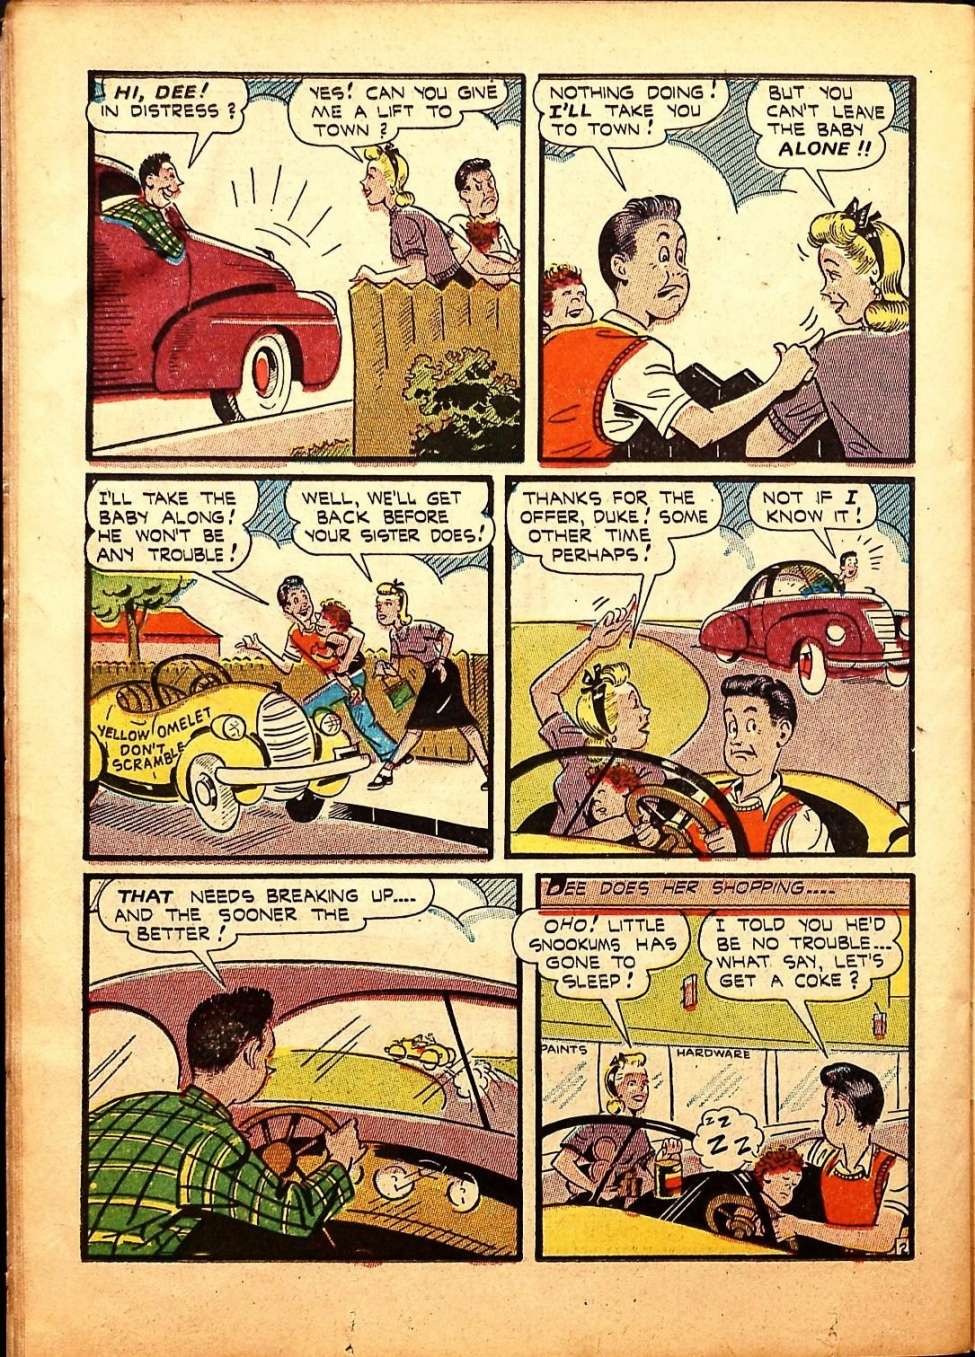 HI, DEE!
IN DISTRESS?
YES! CAN YOU GIVE
ME A LIFT TO
TOWN?
NOTHING DOING!
I'LL TAKE YOU
TO TOWN!
BUT YOU
CAN'T LEAVE
THE BABY
ALONE!!
I'LL TAKE THE
BABY ALONG!
HE WON'T BE
ANY TROUBLE!
WELL, WE'LL GET
BACK BEFORE
YOUR SISTER DOES!
YELLOW OMELET
DON'T
SCRAMBLE
THANKS FOR THE
OFFER, DUKE! SOME
OTHER TIME
PERHAPS!
NOT IF I
KNOW IT!
THAT NEEDS BREAKING UP....
AND THE SOONER THE
BETTER!
DEE DOES HER SHOPPING....
OHO! LITTLE
SNOOKUMS HAS
GONE TO
SLEEP!
I TOLD YOU HE'D
BE NO TROUBLE...
WHAT SAY, LET'S
GET A COKE?
PAINTS
HARDWARE
ZZ
ZZZ
2